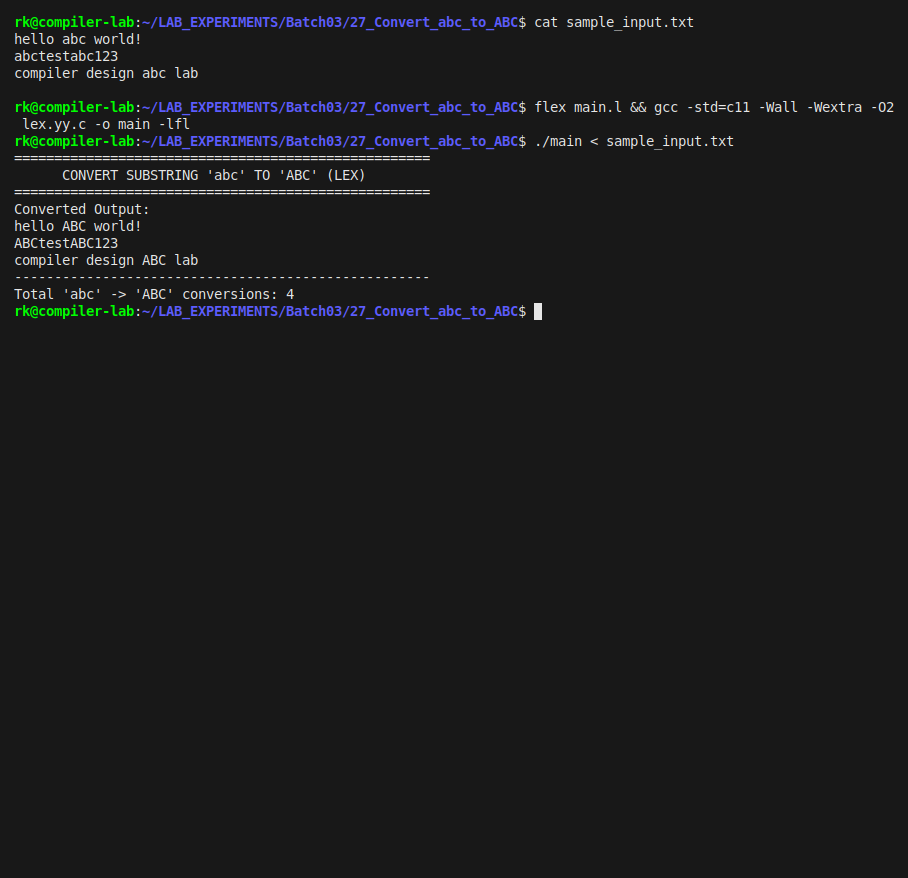 rk@compiler-lab:~/LAB_EXPERIMENTS/Batch03/27_Convert_abc_to_ABC$ cat sample_input.txt
hello abc world!
abctestabc123
compiler design abc lab
rk@compiler-lab:~/LAB_EXPERIMENTS/Batch03/27_Convert_abc_to_ABC$ flex main.l && gcc -std=c11 -Wall -Wextra -O2
 lex.yy.c -o main -lfl
rk@compiler-lab:~/LAB_EXPERIMENTS/Batch03/27_Convert_abc_to_ABC$ ./main < sample_input.txt
====================================================
      CONVERT SUBSTRING 'abc' TO 'ABC' (LEX)
====================================================
Converted Output:
hello ABC world!
ABCtestABC123
compiler design ABC lab
----------------------------------------------------
Total 'abc' -> 'ABC' conversions: 4
rk@compiler-lab:~/LAB_EXPERIMENTS/Batch03/27_Convert_abc_to_ABC$